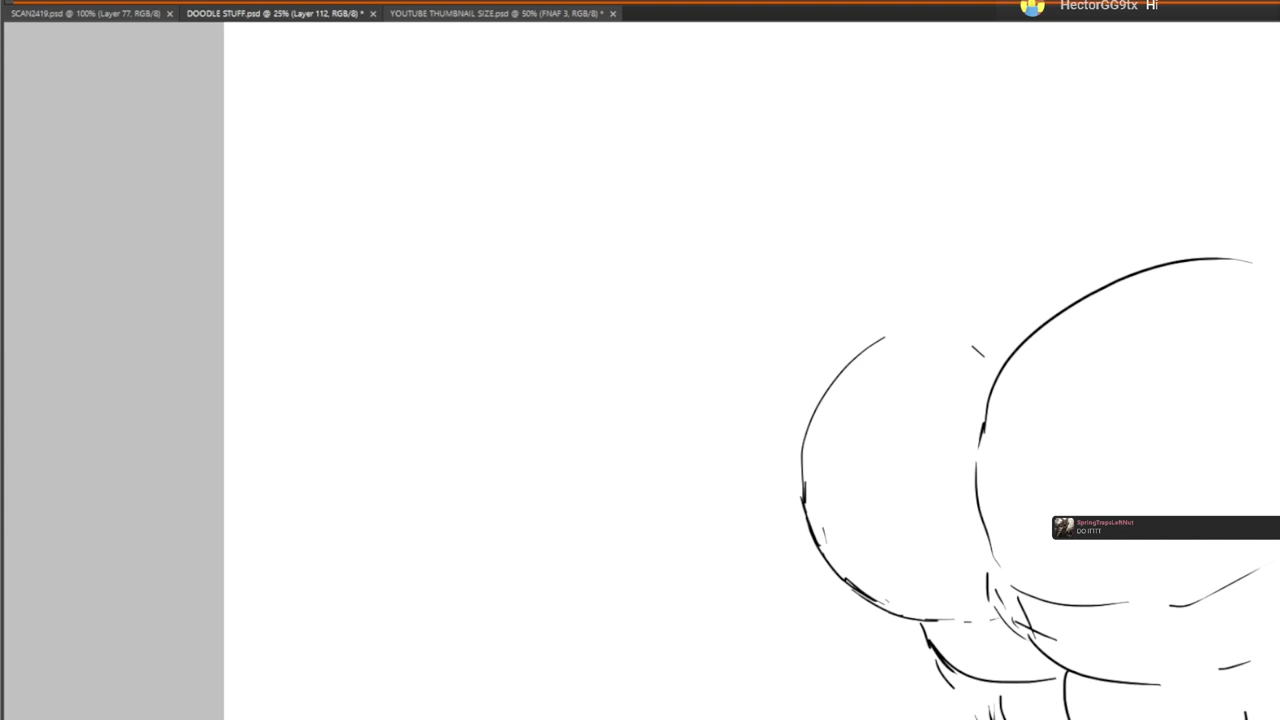 SCAN2419.psd @ 100% (Layer 77, RGB/8)
DOODLE STUFF.psd @ 25% (Layer 112, RGB/8) *
YOUTUBE THUMBNAIL SIZE.psd @ 50% (FNAF 3, RGB/8) *
HectorGG9tx Hi
SpringTrapsLeftNut
DO ITTTT